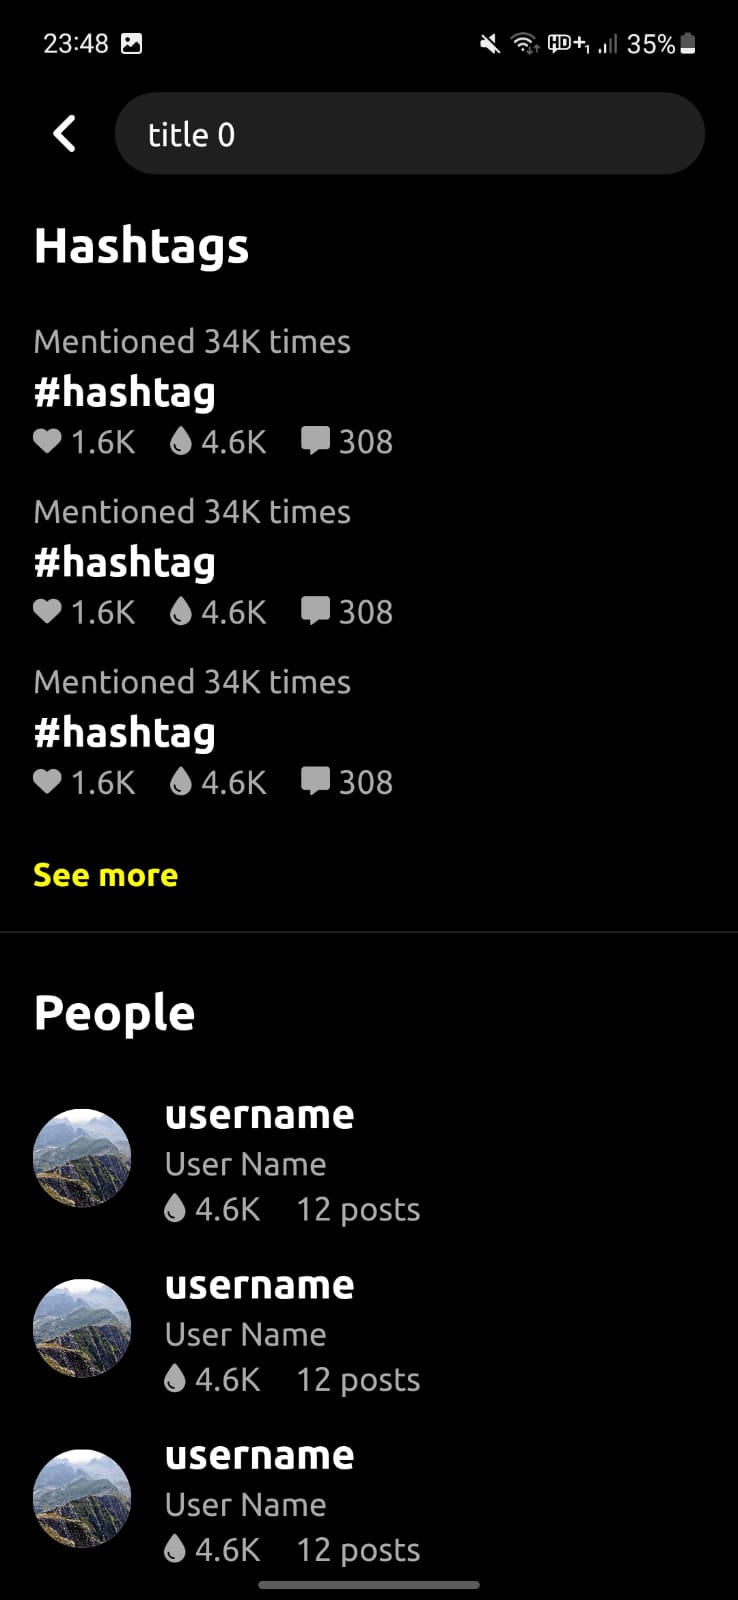 23:48 35%
title 0
Hashtags
Mentioned 34K times
#hashtag
1.6K 4.6K 308
Mentioned 34K times
#hashtag
1.6K 4.6K 308
Mentioned 34K times
#hashtag
1.6K 4.6K 308
See more
People
username
User Name
4.6K 12 posts
username
User Name
4.6K 12 posts
username
User Name
4.6K 12 posts